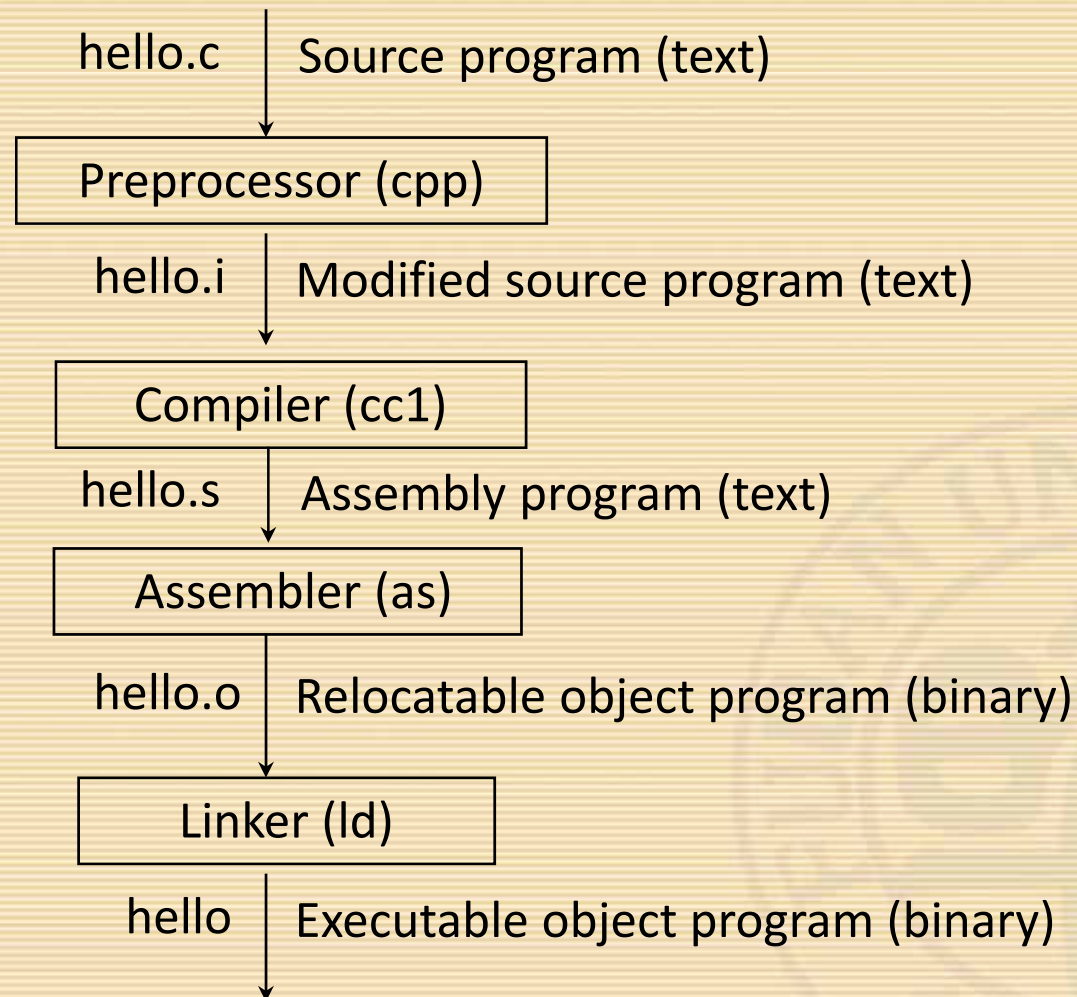 hello.c Source program (text)
Preprocessor (cpp)
hello.i Modified source program (text)
Compiler (cc1)
hello.s Assembly program (text)
Assembler (as)
hello.o Relocatable object program (binary)
Linker (ld)
hello Executable object program (binary)